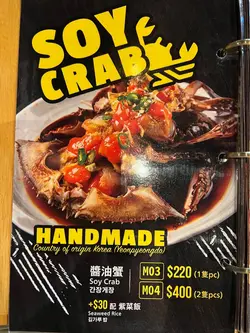 SOY
CRAB
HANDMADE
Country of origin Korea (Yeonpyeongdo)
醬油蟹
Soy Crab
간장게장
M03 $220 (1隻pc)
M04 $400 (2隻pcs)
+$30 配 紫菜飯
Seaweed Rice
김가루 밥